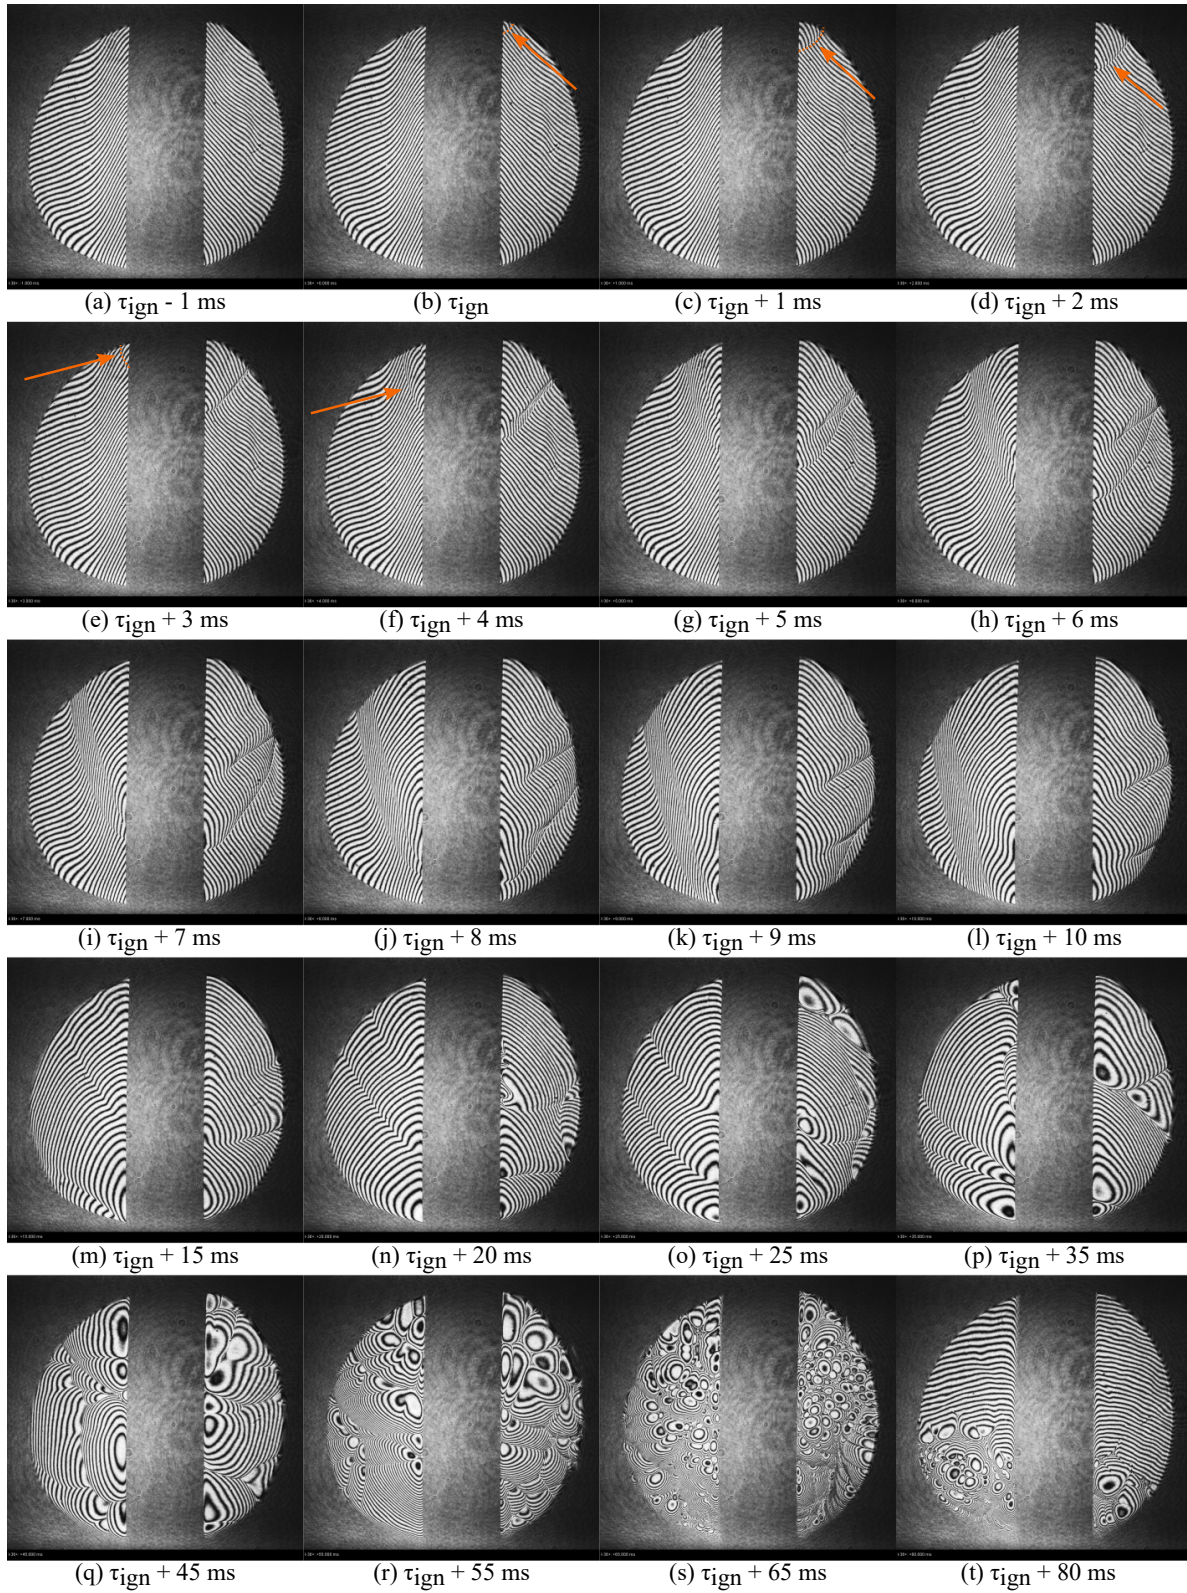 (a) τign - 1 ms
(b) τign
(c) τign + 1 ms
(d) τign + 2 ms
(e) τign + 3 ms
(f) τign + 4 ms
(g) τign + 5 ms
(h) τign + 6 ms
(i) τign + 7 ms
(j) τign + 8 ms
(k) τign + 9 ms
(l) τign + 10 ms
(m) τign + 15 ms
(n) τign + 20 ms
(o) τign + 25 ms
(p) τign + 35 ms
(q) τign + 45 ms
(r) τign + 55 ms
(s) τign + 65 ms
(t) τign + 80 ms